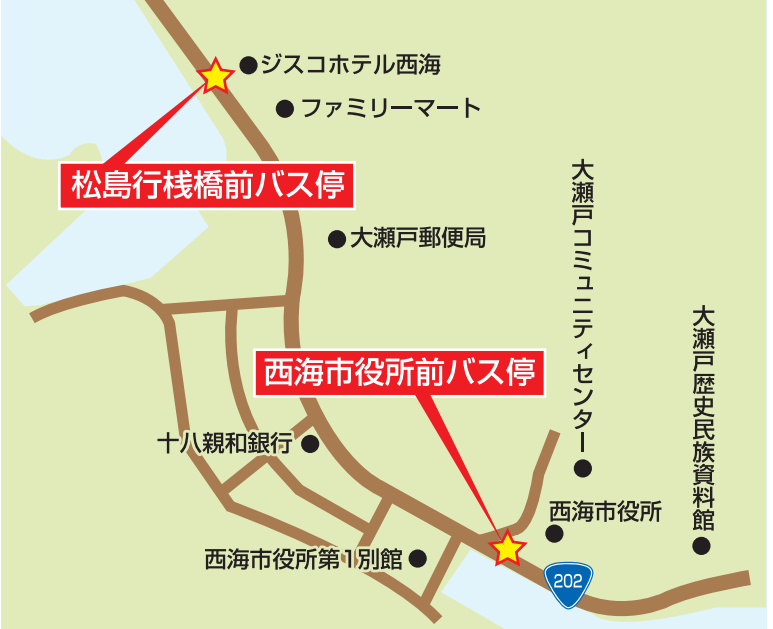 ジスコホテル西海
ファミリーマート
松島行桟橋前バス停
大瀬戸郵便局
大瀬戸コミュニティセンター
大瀬戸歴史民族資料館
西海市役所前バス停
十八親和銀行
西海市役所
西海市役所第1別館
202